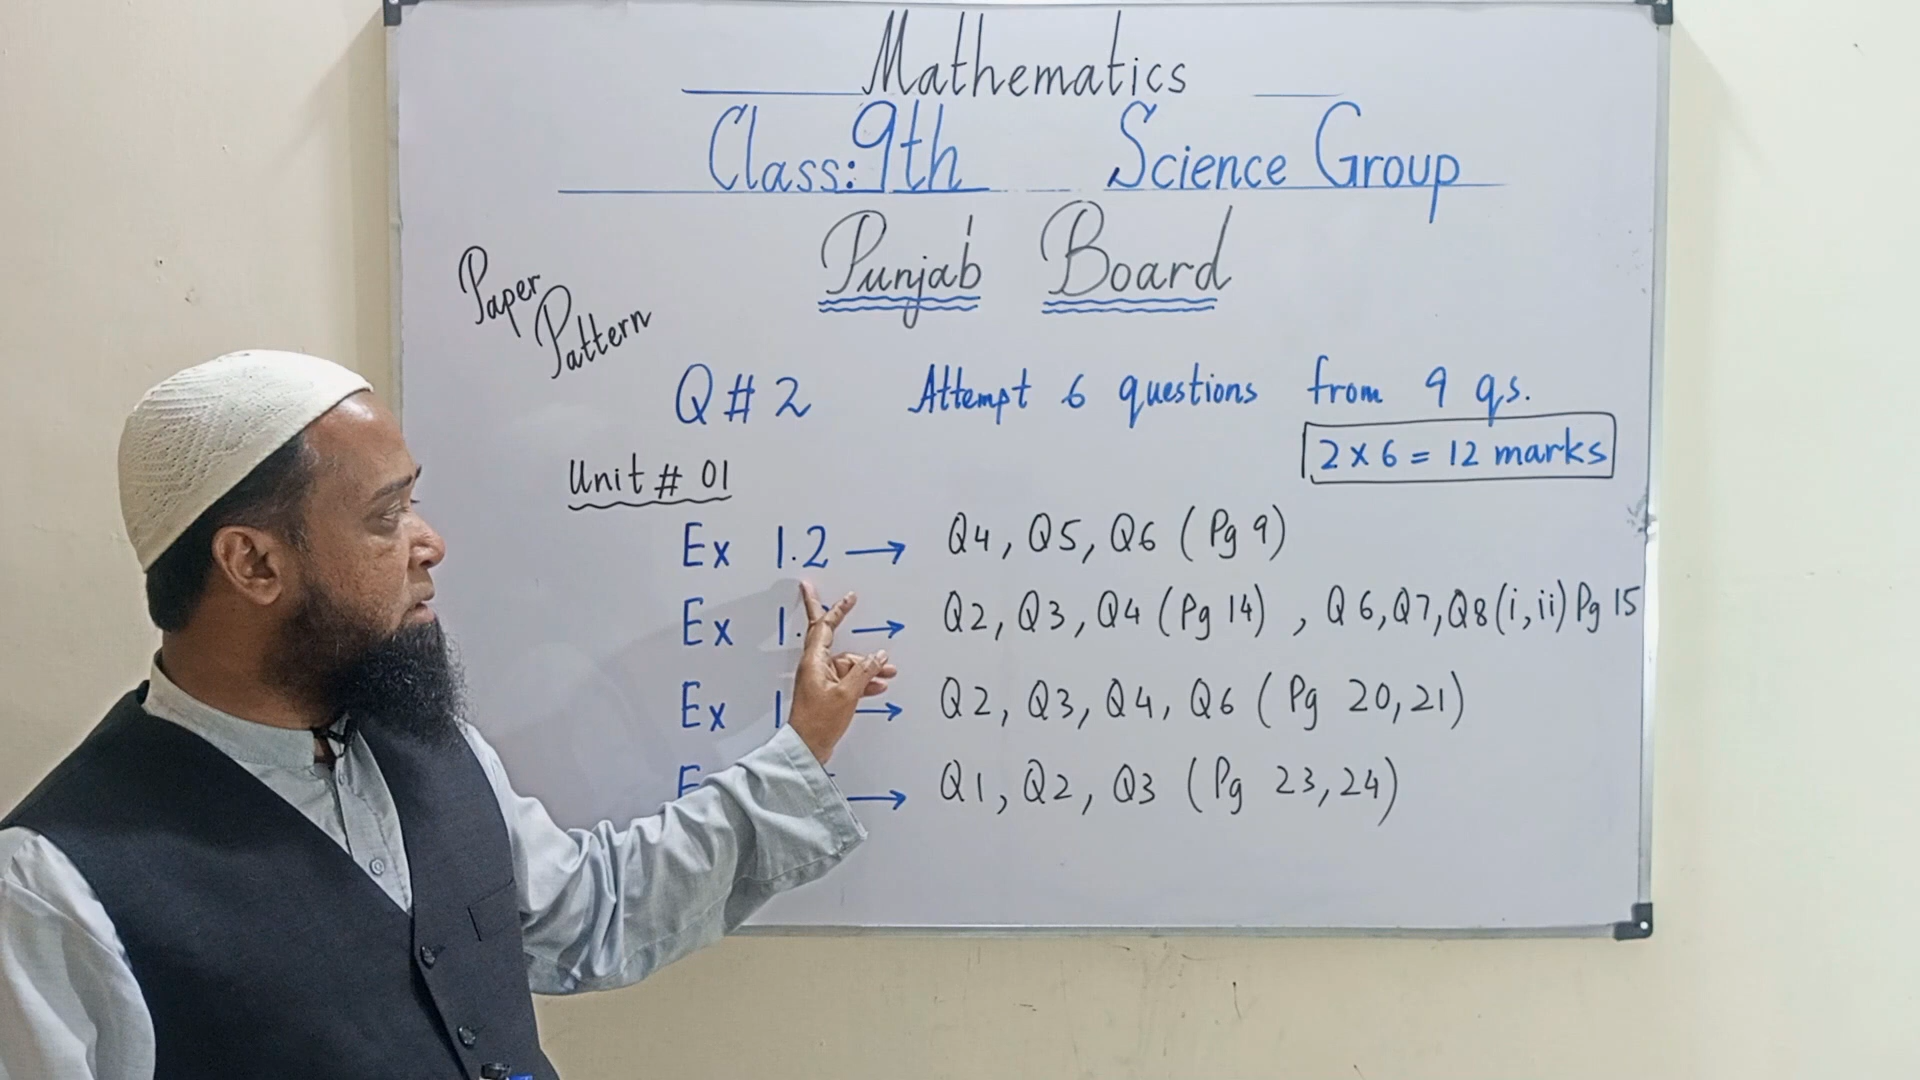 Mathematics
Class: 9th Science Group
Punjab Board
Paper
Pattern
Q # 2 Attempt 6 questions from 9 qs.
2 × 6 = 12 marks
Unit # 01
Ex 1.2 → Q4, Q5, Q6 (Pg 9)
Ex 1. → Q2, Q3, Q4 (Pg 14), Q6, Q7, Q8 (i, ii) Pg 15
Ex 1 → Q2, Q3, Q4, Q6 (Pg 20, 21)
→ Q1, Q2, Q3 (Pg 23, 24)